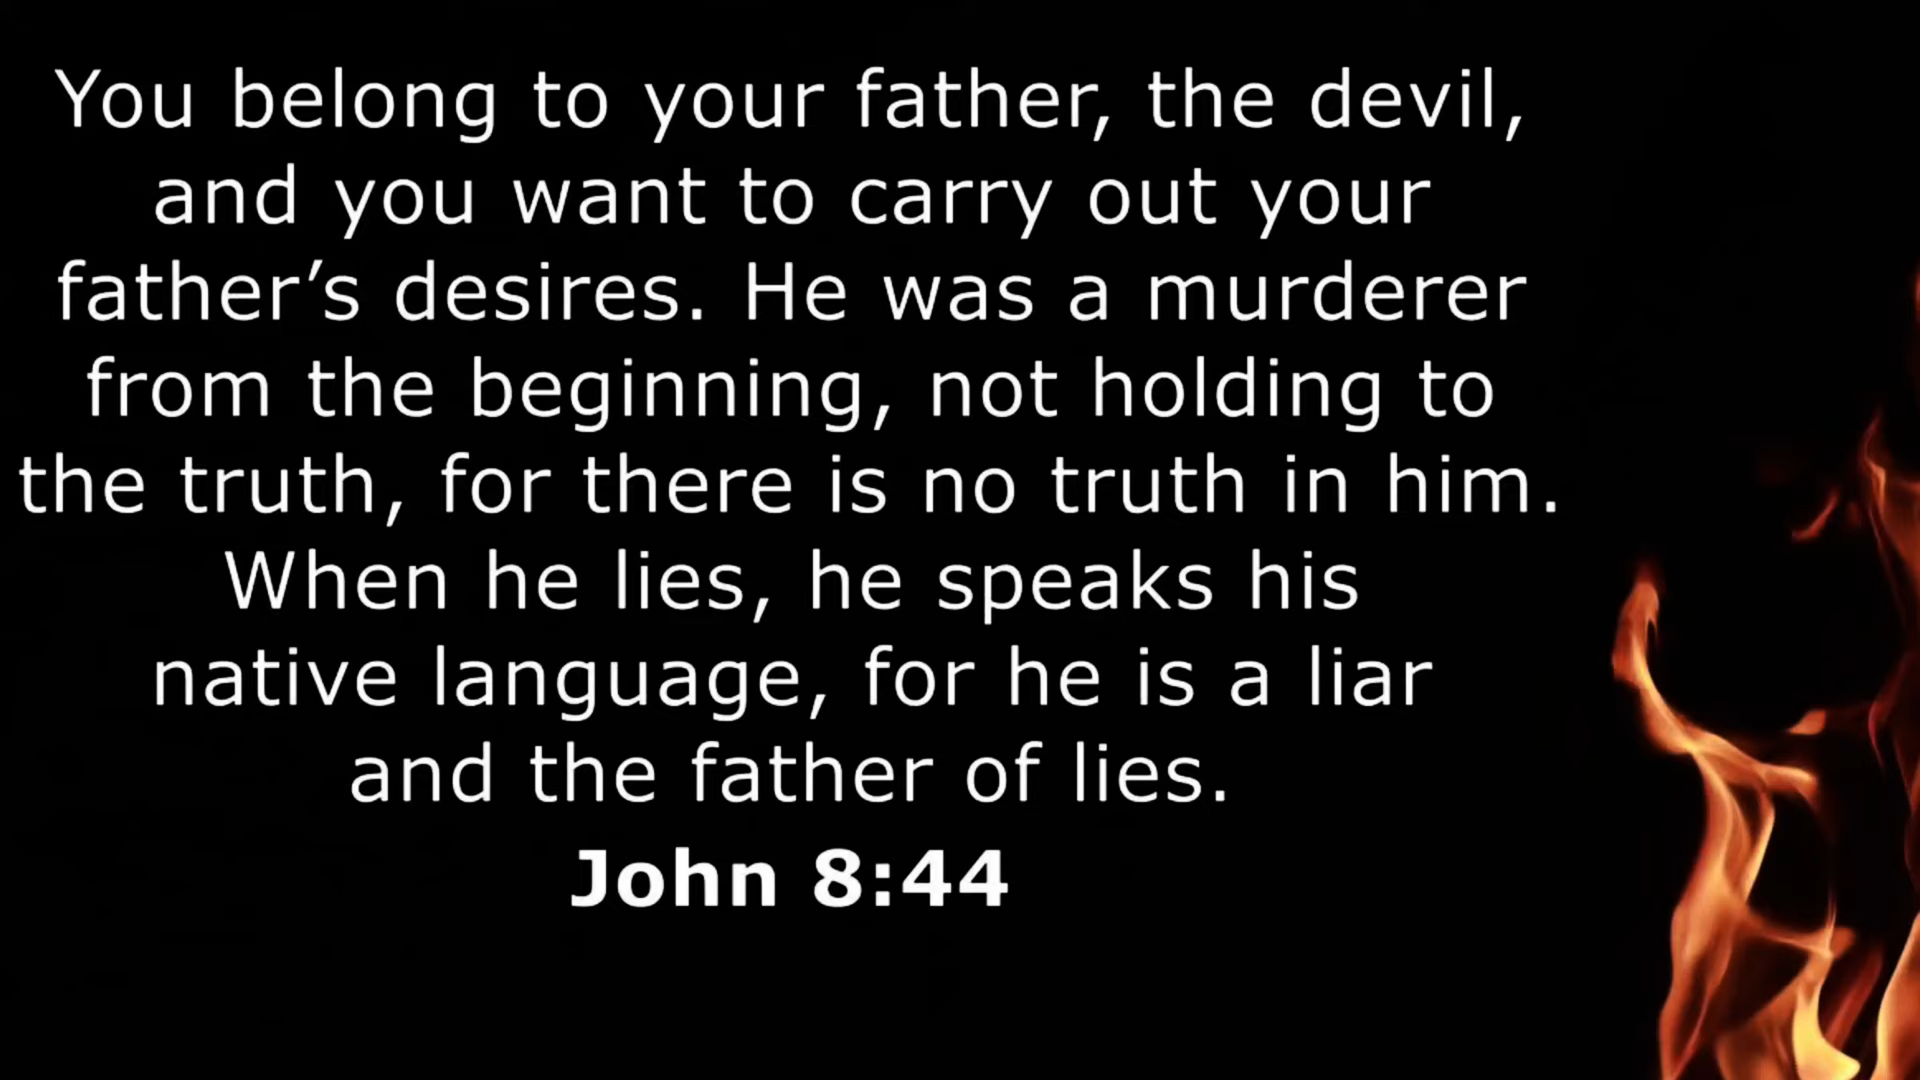 You belong to your father, the devil,
and you want to carry out your
father’s desires. He was a murderer
from the beginning, not holding to
the truth, for there is no truth in him.
When he lies, he speaks his
native language, for he is a liar
and the father of lies.
John 8:44